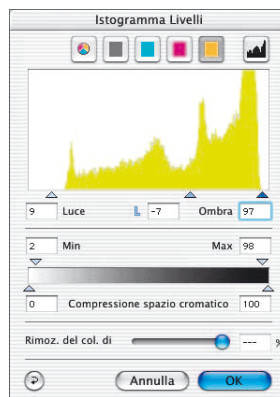 Istogramma Livelli
9 Luce L -7 Ombra 97
2 Min Max 98
0 Compressione spazio cromatico 100
Rimoz. del col. di --- %
Annulla OK